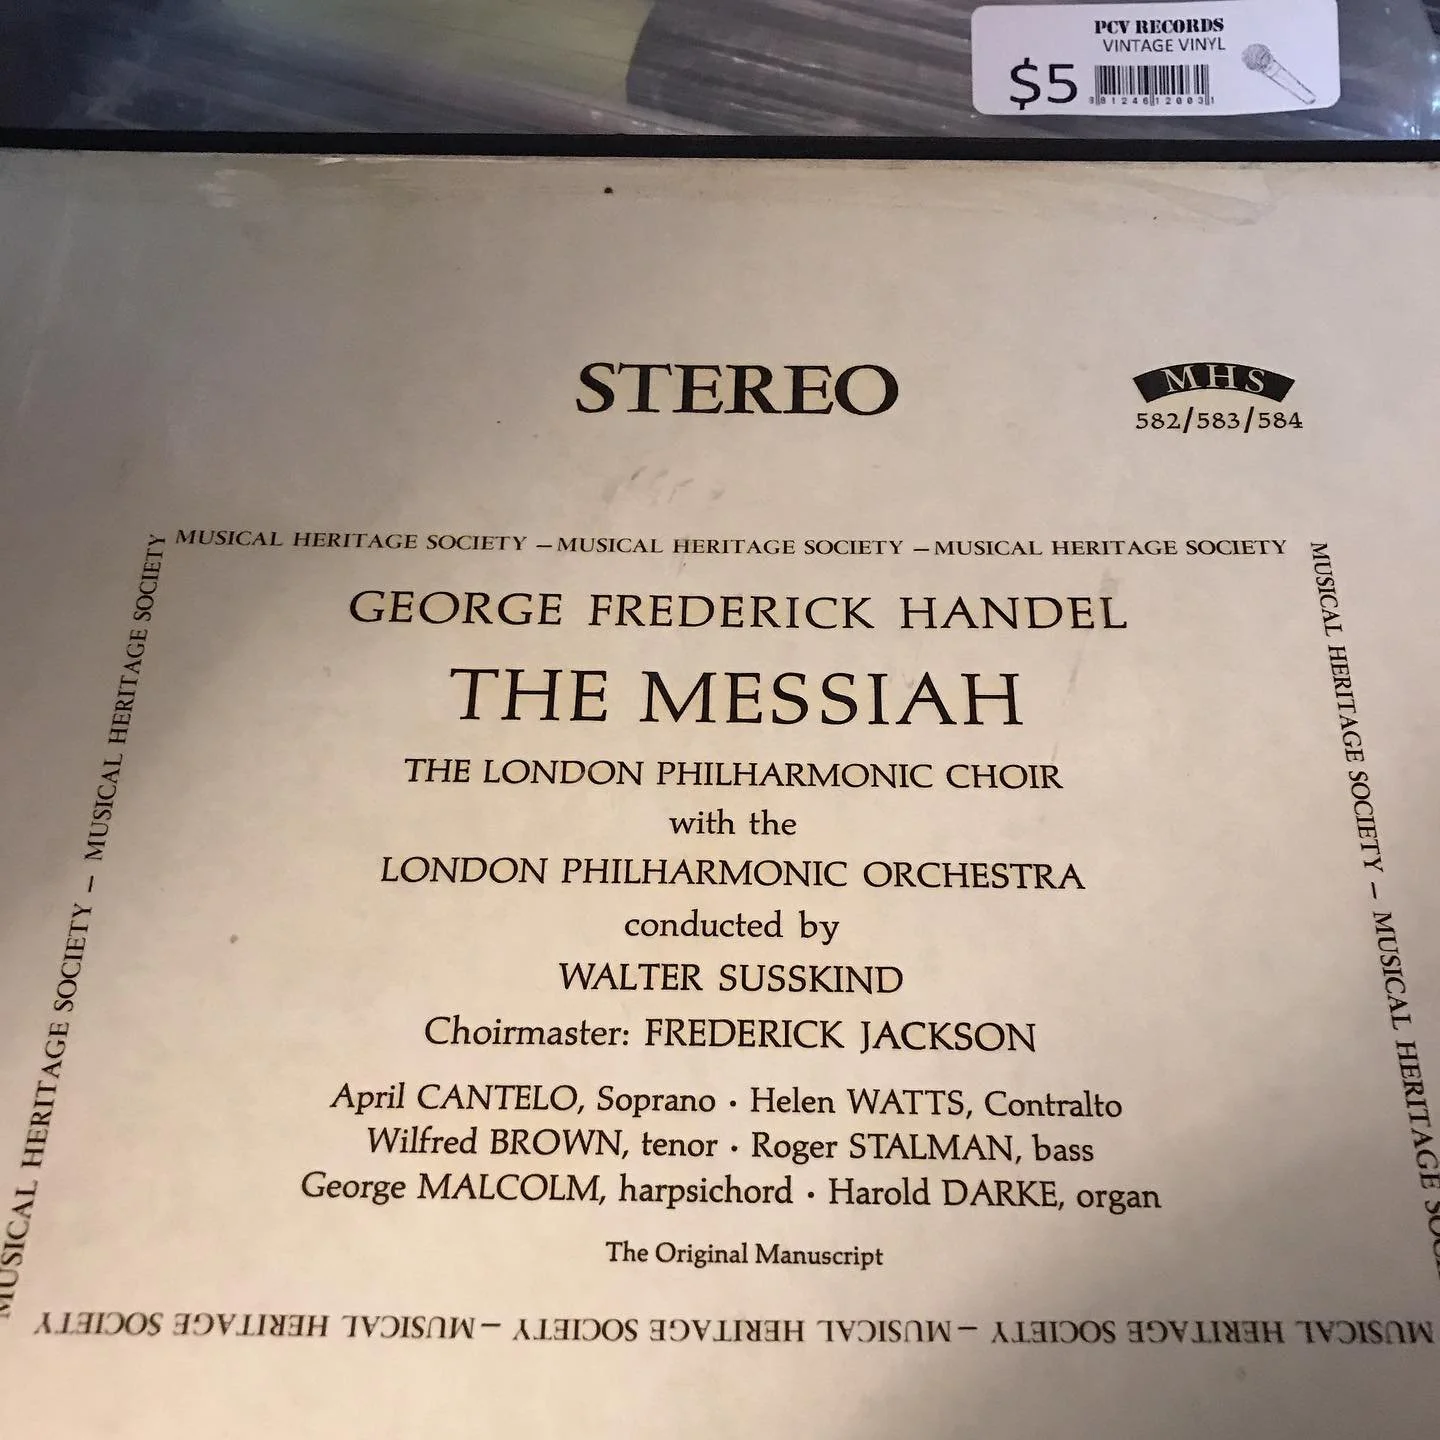 PCV RECORDS
VINTAGE VINYL
$5
MHS
STEREO
582/583/584
MUSICAL HERITAGE SOCIETY – MUSICAL HERITAGE SOCIETY – MUSICAL HERITAGE SOCIETY
MUSICAL HERITAGE SOCIETY – MUSICAL HERITAGE SOCIETY – MUSICAL HERITAGE SOCIETY
MUSICAL HERITAGE SOCIETY – MUSICAL HERITAGE
GEORGE FREDERICK HANDEL
THE MESSIAH
THE LONDON PHILHARMONIC CHOIR
with the
LONDON PHILHARMONIC ORCHESTRA
conducted by
WALTER SUSSKIND
Choirmaster: FREDERICK JACKSON
April CANTELO, Soprano · Helen WATTS, Contralto
Wilfred BROWN, tenor · Roger STALMAN, bass
George MALCOLM, harpsichord · Harold DARKE, organ
The Original Manuscript
MUSICAL HERITAGE SOCIETY – MUSICAL HERITAGE SOCIETY – MUSICAL HERITAGE SOCIETY